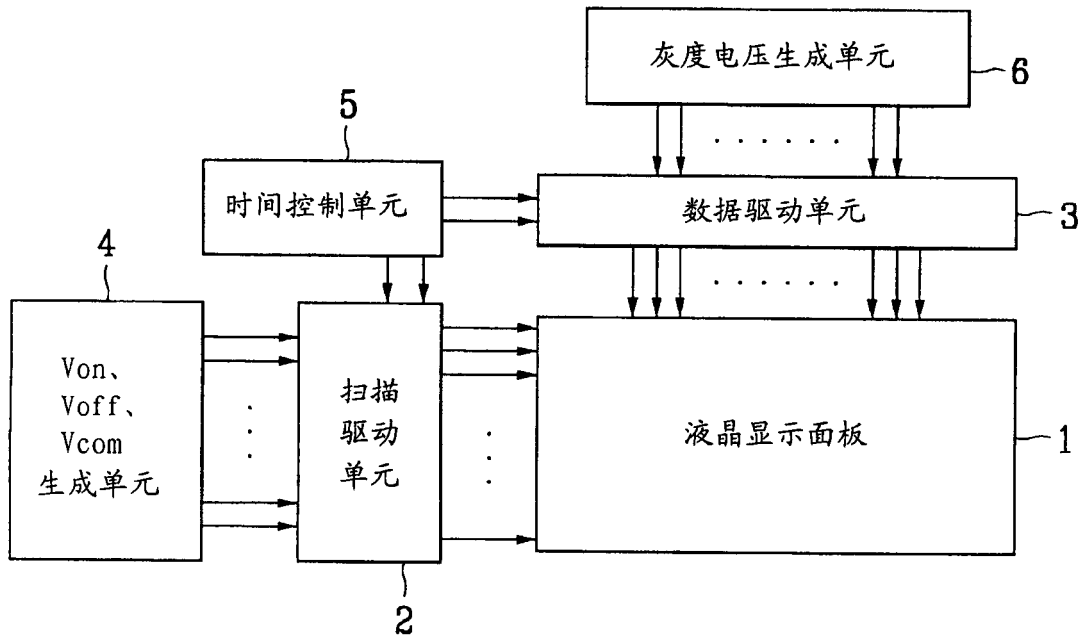 灰度电压生成单元
6
5
时间控制单元
数据驱动单元
3
4
Von、
Voff、
Vcom
生成单元
扫描
驱动
单元
液晶显示面板
1
2